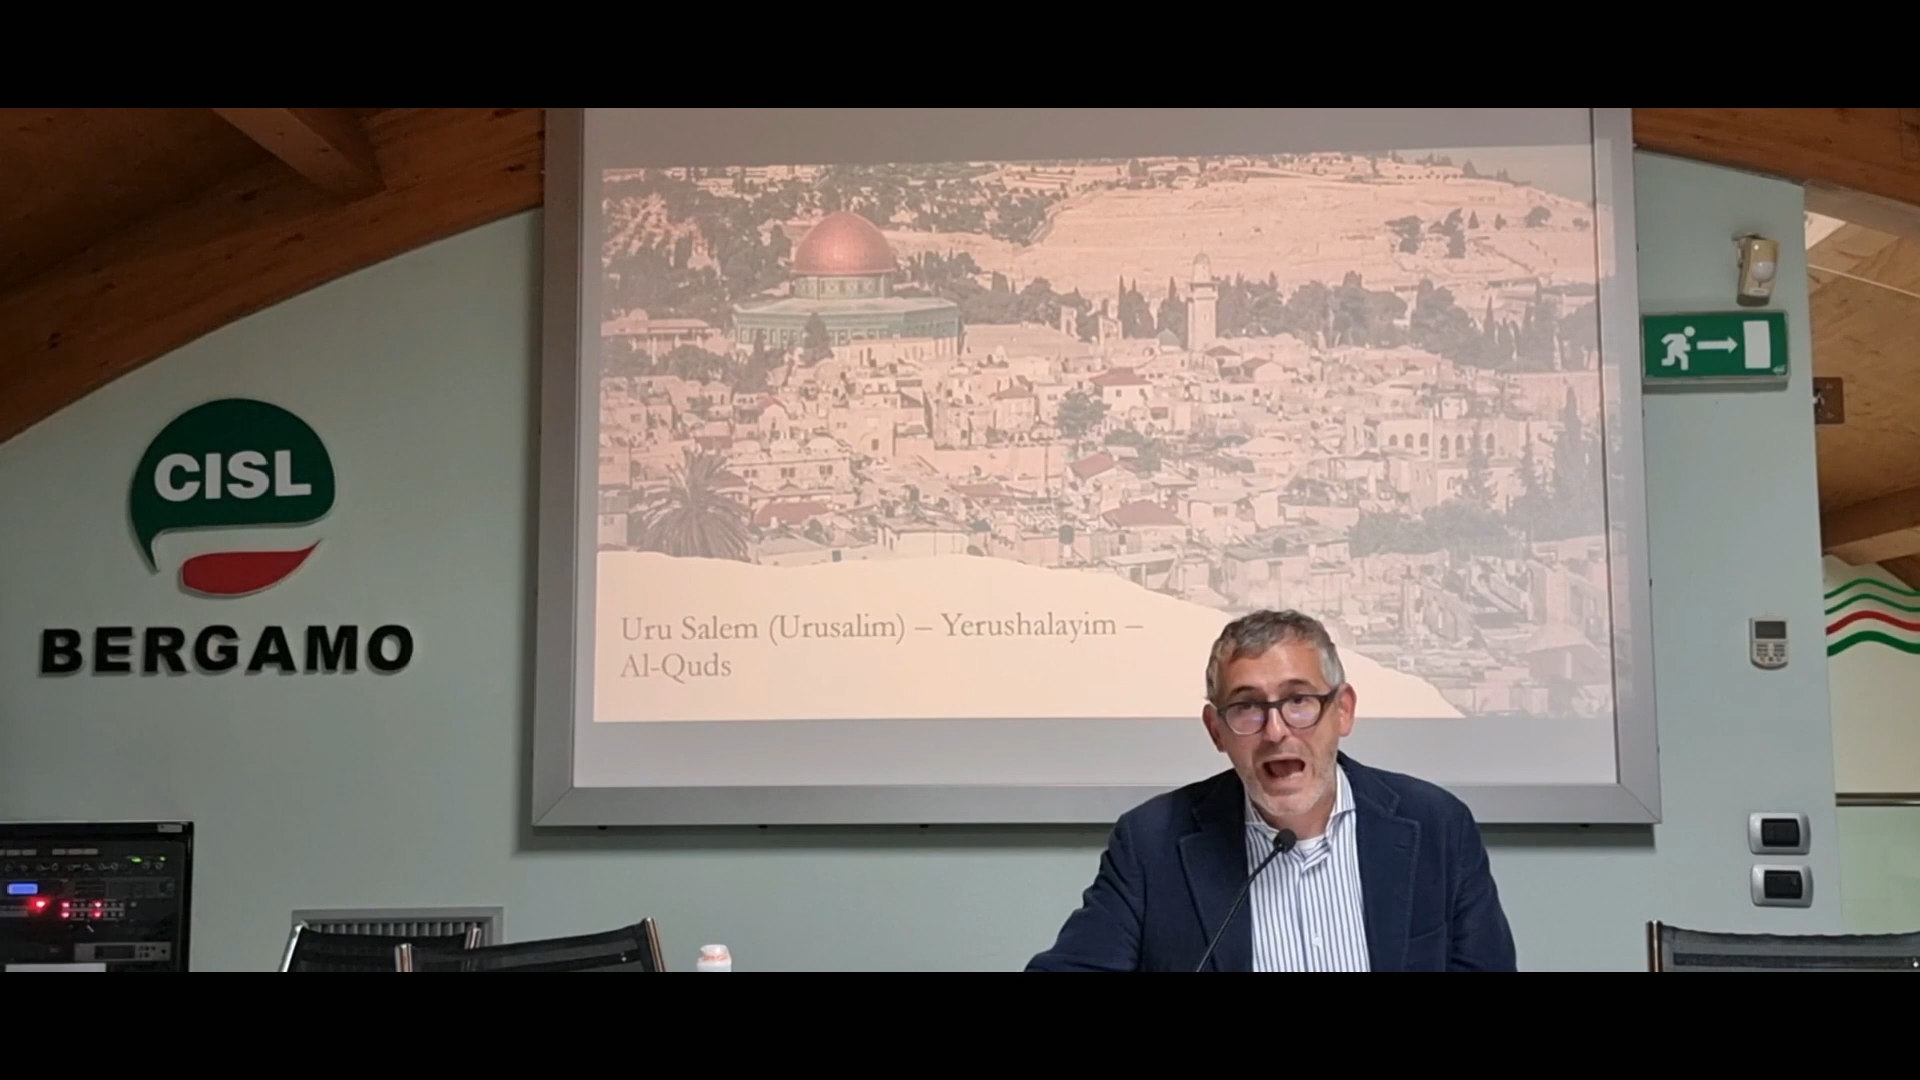 CISL
BERGAMO
Uru Salem (Urusalim) – Yerushalayim –
Al-Quds